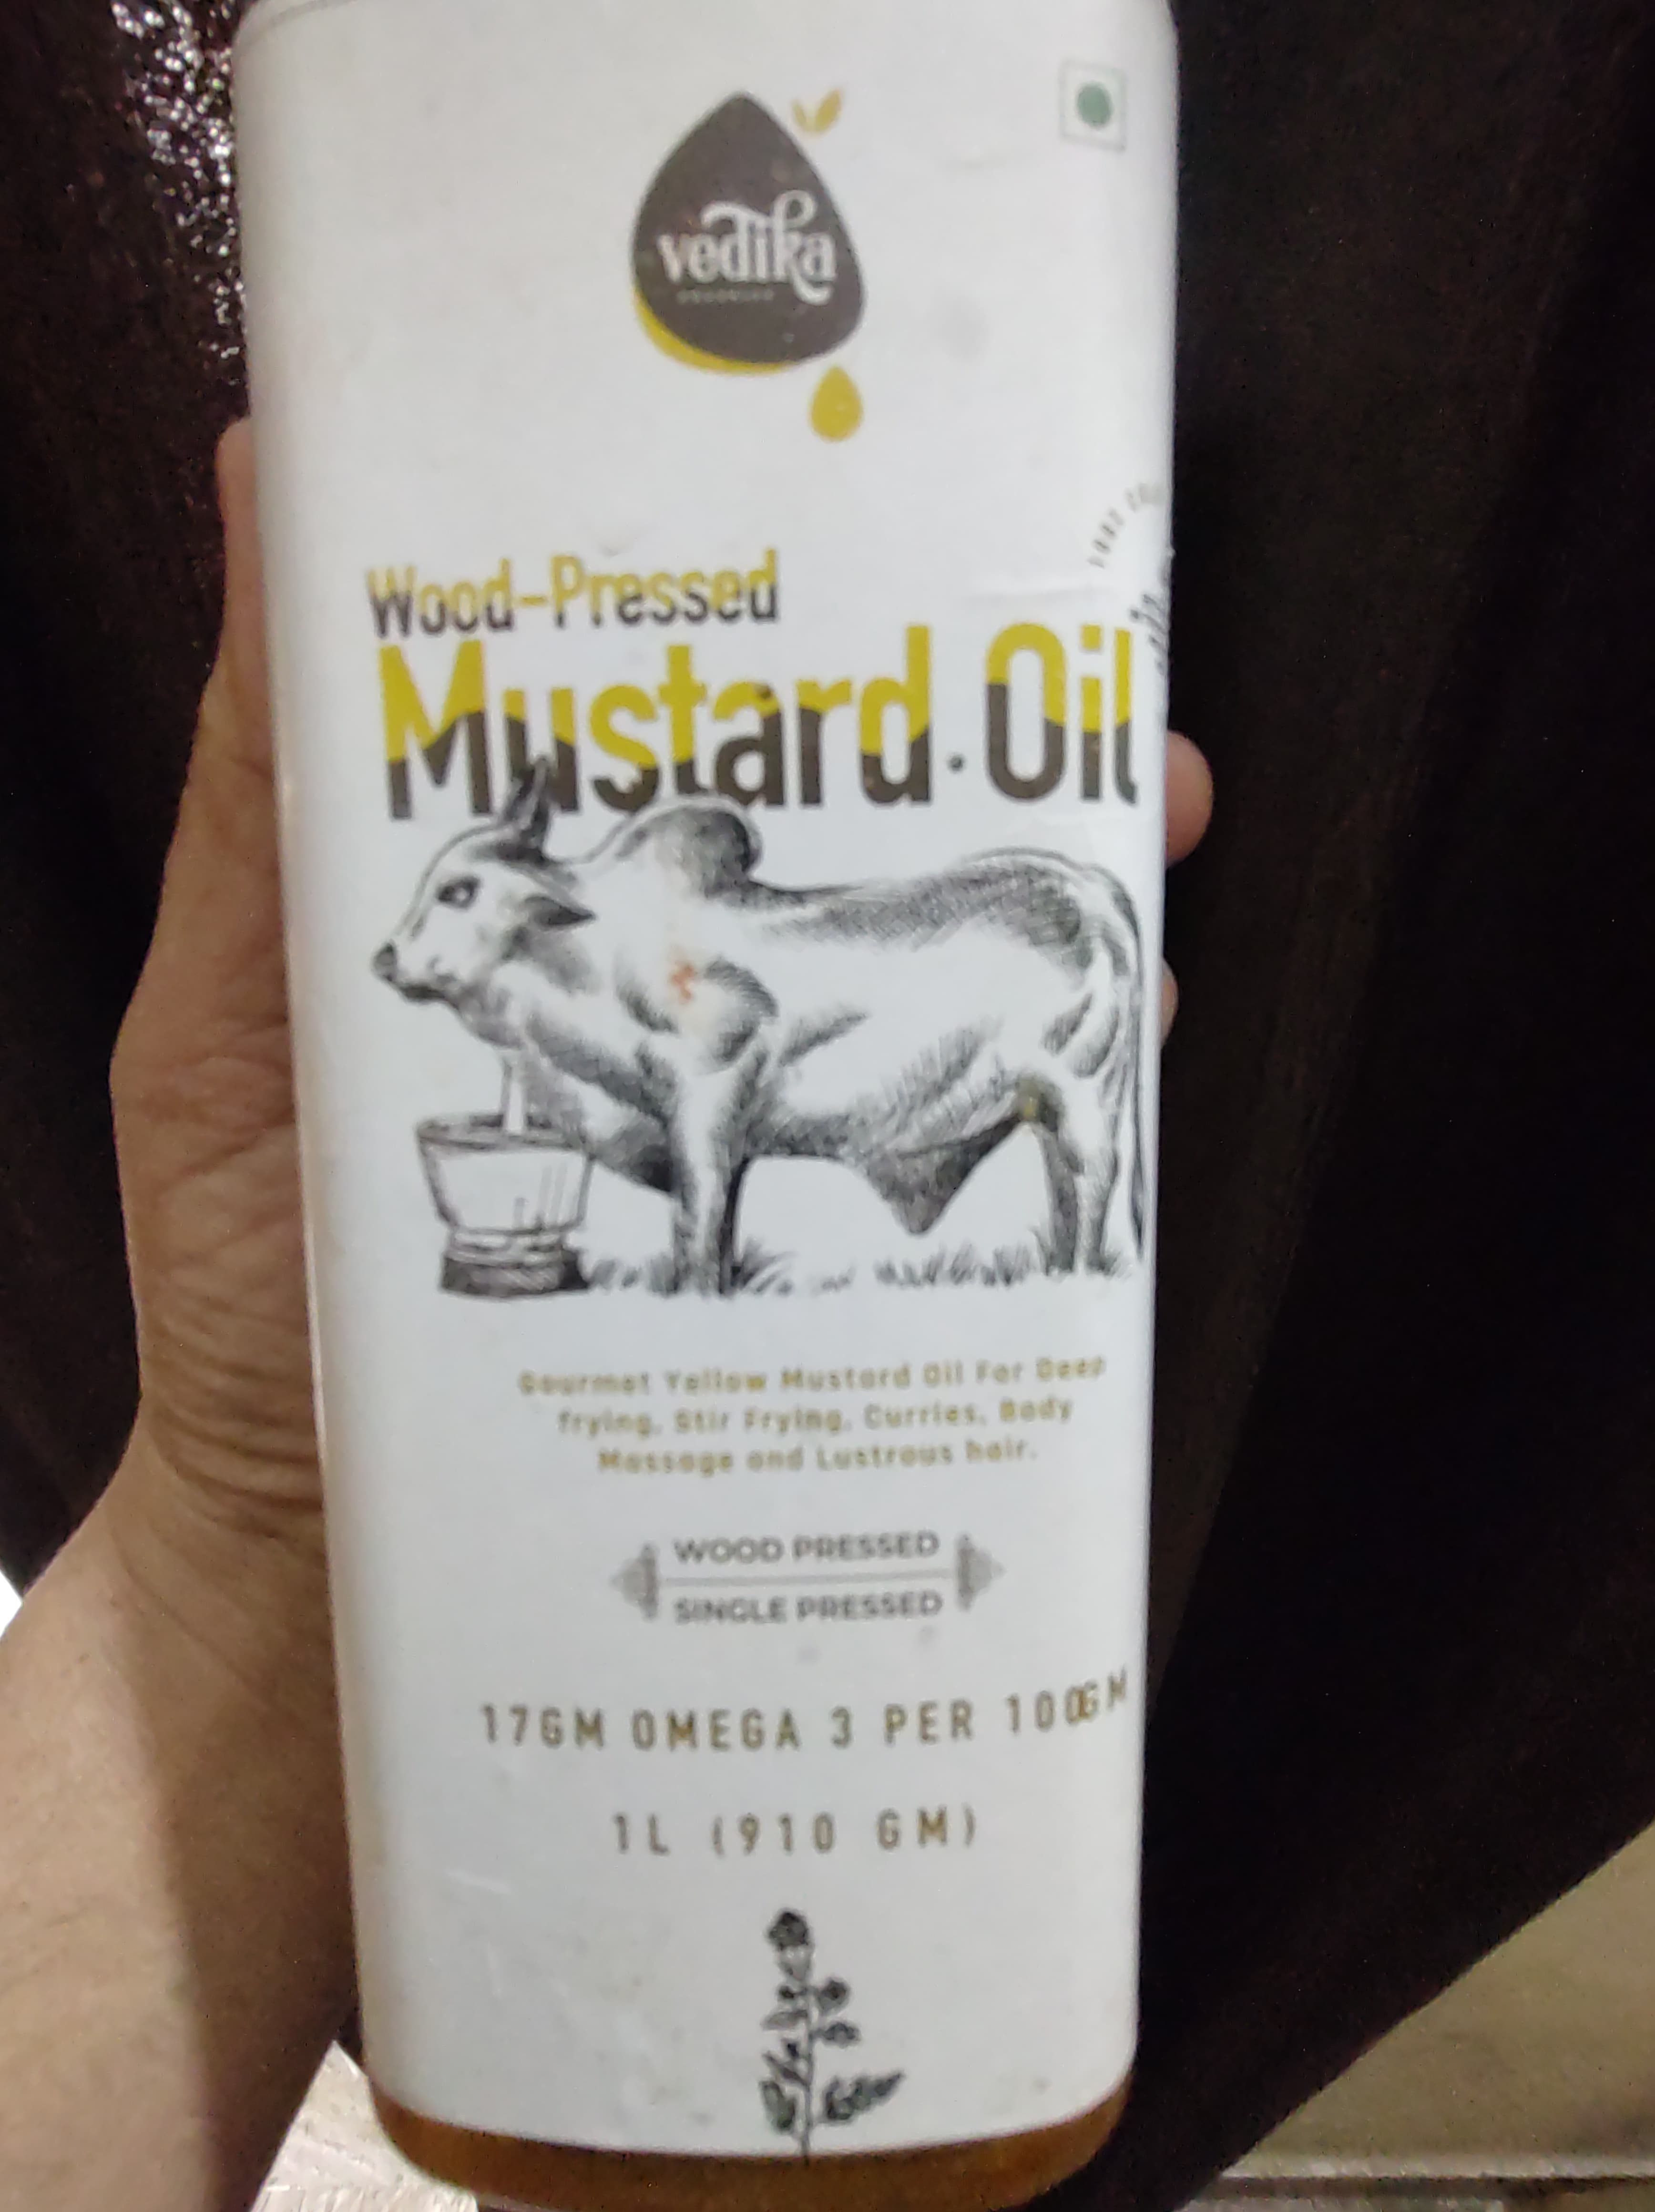 vedika
Wood-Pressed
Mustard Oil
Gourmet Yellow Mustard Oil For Deep
frying, Stir Frying, Curries, Body
Massage and Lustrous hair.
WOOD PRESSED
SINGLE PRESSED
17GM OMEGA 3 PER 100GM
1L (910 GM)